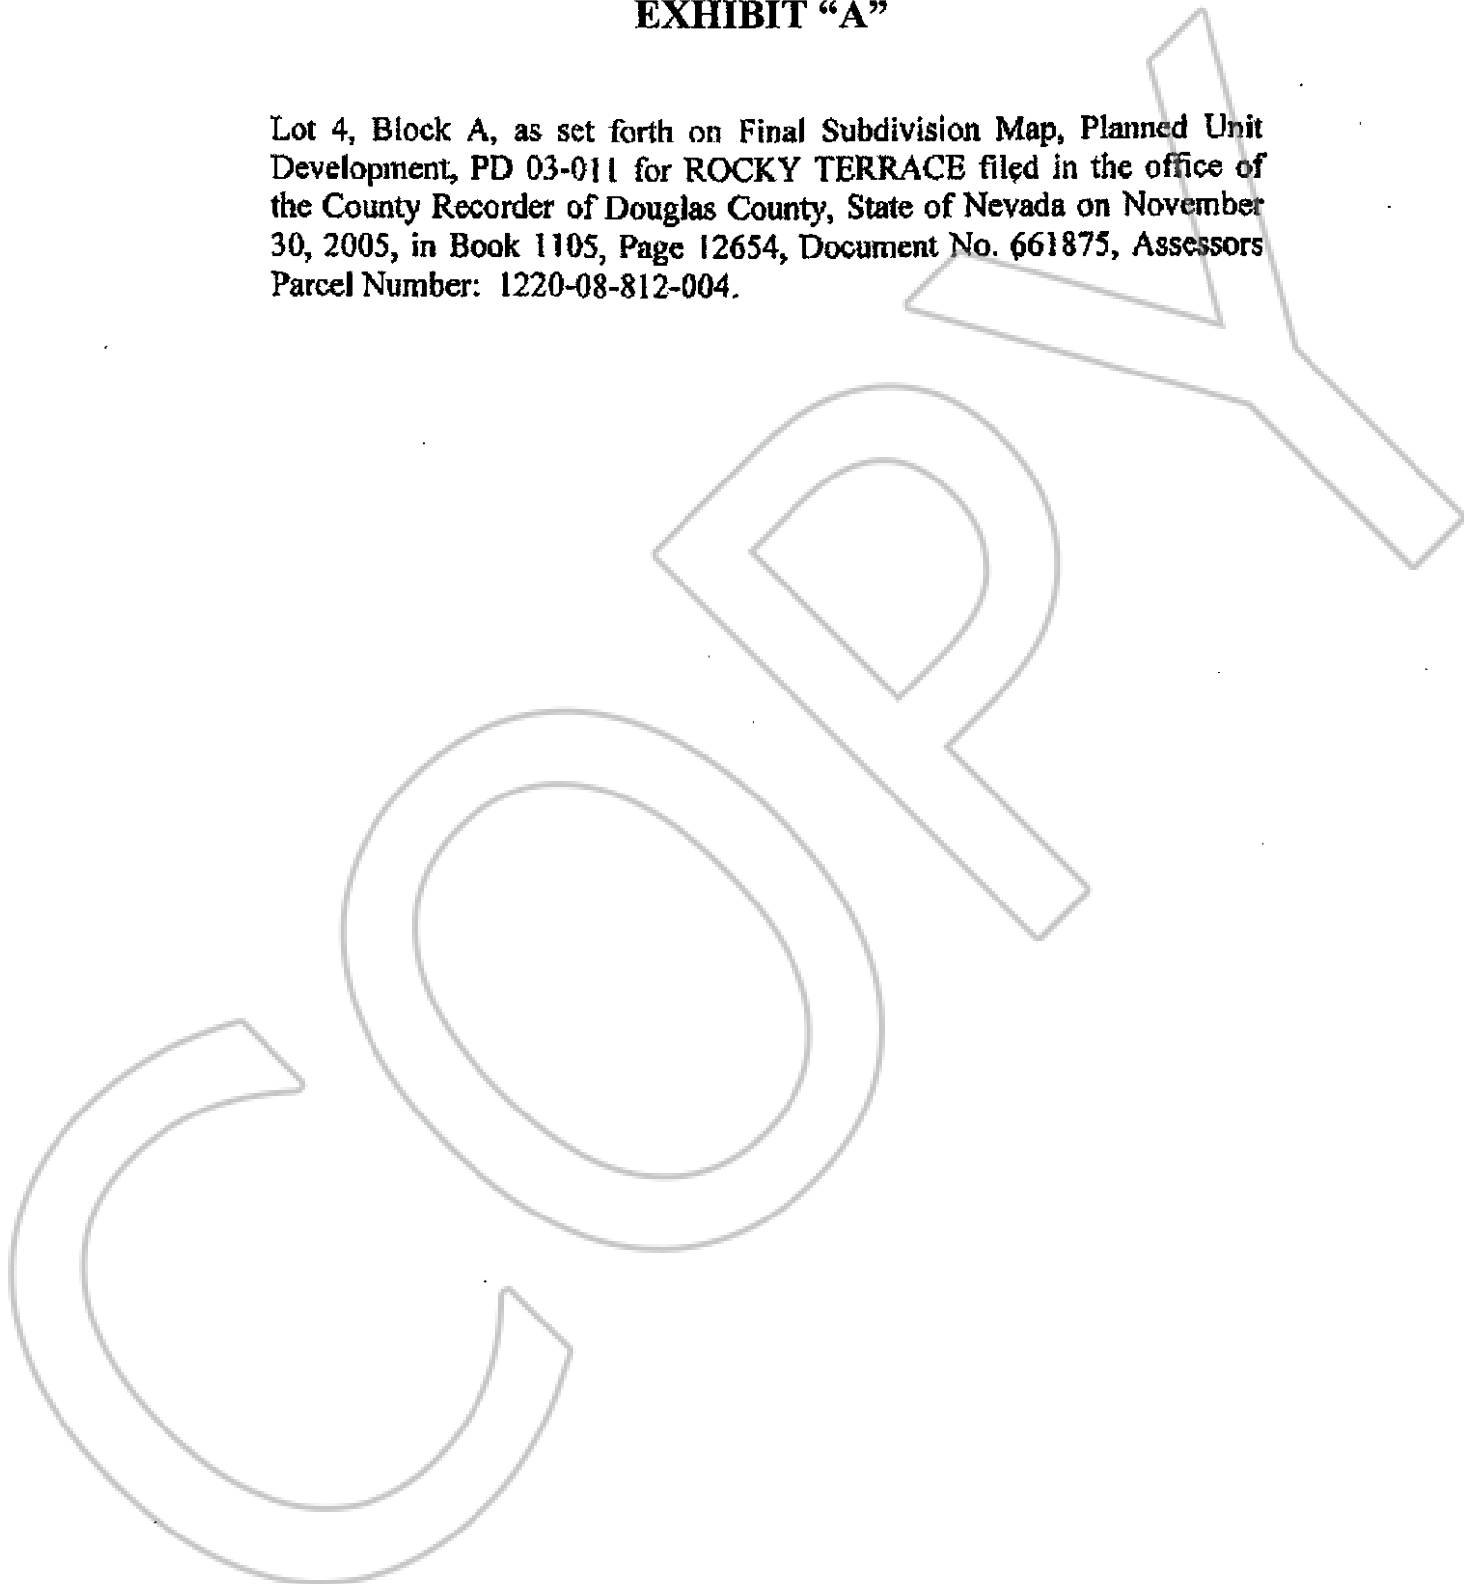 EXHIBIT “A”
Lot 4, Block A, as set forth on Final Subdivision Map, Planned Unit
Development, PD 03-011 for ROCKY TERRACE filed in the office of
the County Recorder of Douglas County, State of Nevada on November
30, 2005, in Book 1105, Page 12654, Document No. 661875, Assessors
Parcel Number: 1220-08-812-004.
COPY